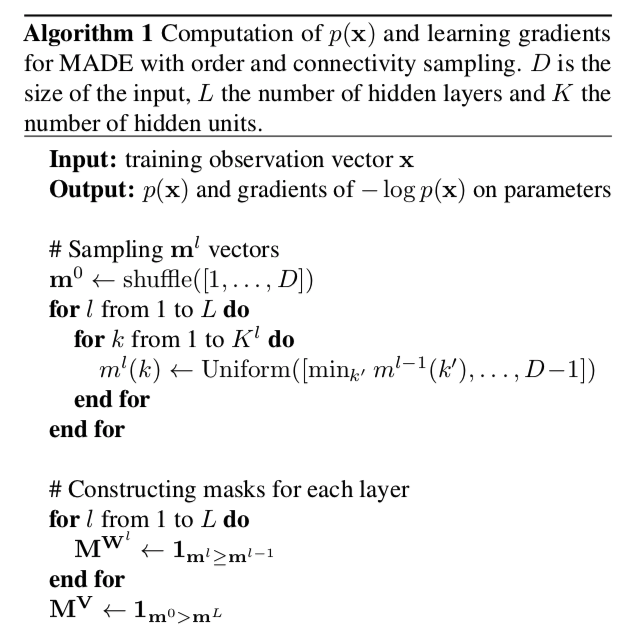 Algorithm 1 Computation of p(x) and learning gradients
for MADE with order and connectivity sampling. D is the
size of the input, L the number of hidden layers and K the
number of hidden units.
Input: training observation vector x
Output: p(x) and gradients of − log p(x) on parameters
# Sampling m^l vectors
m^0 ← shuffle([1, . . . , D])
for l from 1 to L do
for k from 1 to K^l do
m^l(k) ← Uniform([min_{k′} m^{l−1}(k′), . . . , D−1])
end for
end for
# Constructing masks for each layer
for l from 1 to L do
M^{W^l} ← 1_{m^l ≥ m^{l−1}}
end for
M^V ← 1_{m^0 > m^L}